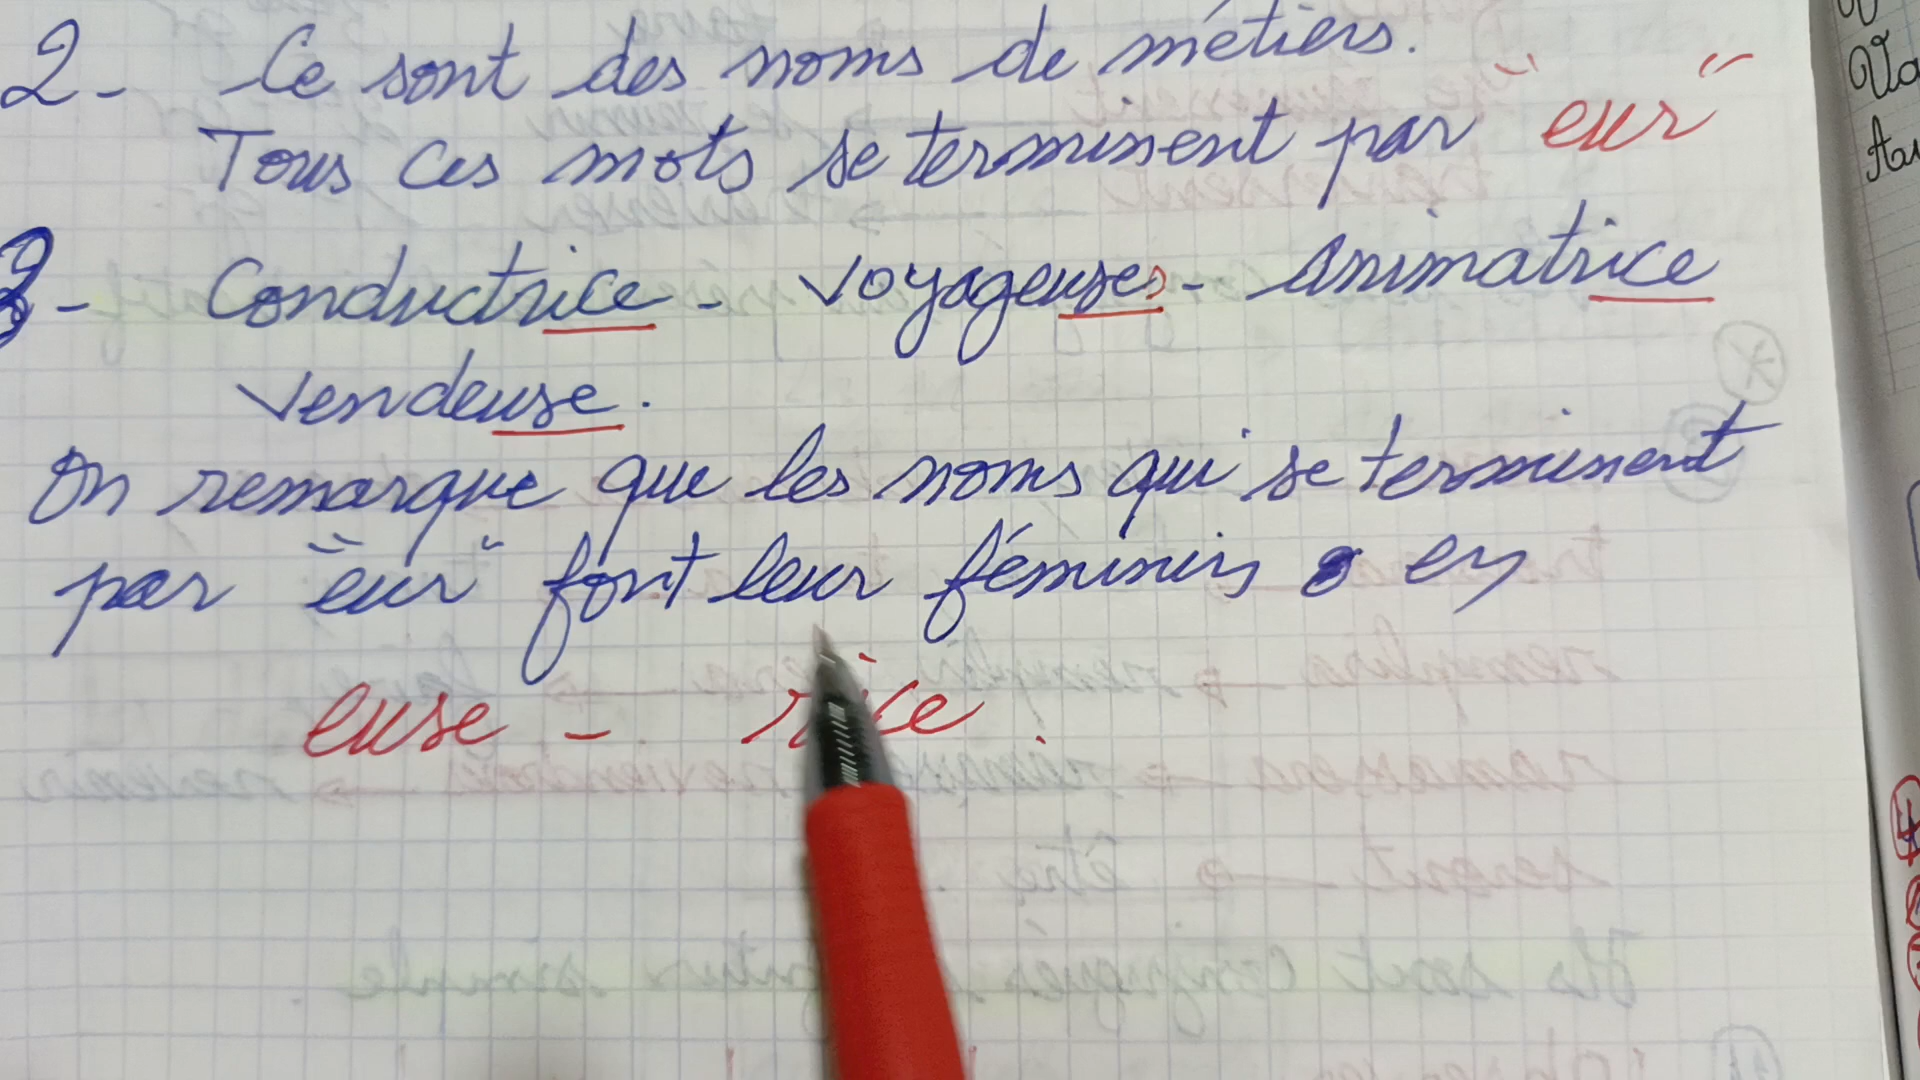 2- Ce sont des noms de métiers.
Tous ces mots se terminent par "eur"
3- Conductrice - voyageuses - animatrice
vendeuse.
On remarque que les noms qui se terminent
par "eur" font leur féminin en
euse - rice.